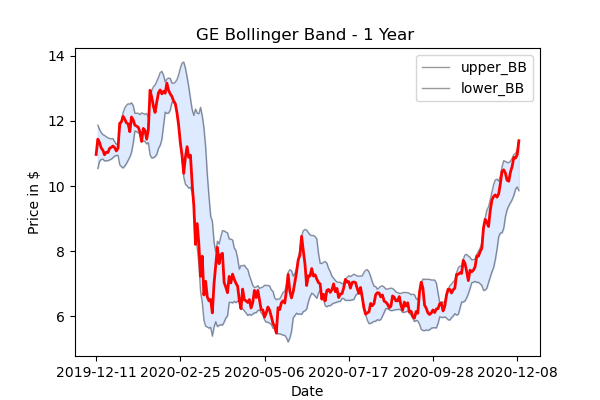 GE Bollinger Band - 1 Year
upper_BB
lower_BB
Price in $
14
12
10
8
6
2019-12-11 2020-02-25 2020-05-06 2020-07-17 2020-09-28 2020-12-08
Date